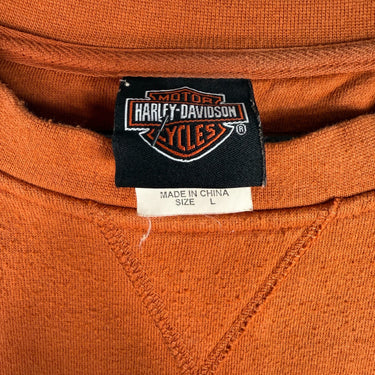 MOTOR
HARLEY-DAVIDSON
CYCLES
®
MADE IN CHINA
SIZE L